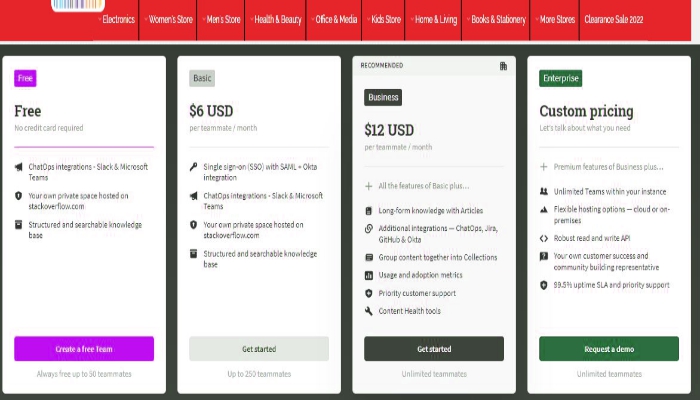 Electronics Women's Store Men's Store Health & Beauty Office & Media Kids Store Home & Living Books & Stationery More Stores Clearance Sale 2022
Free
Free
No credit card required
ChatOps integrations - Slack & Microsoft
Teams
Your own private space hosted on
stackoverflow.com
Structured and searchable knowledge
base
Create a free Team
Always free up to 50 teammates
Basic
$6 USD
per teammate / month
Single sign-on (SSO) with SAML + Okta
integration
ChatOps integrations - Slack & Microsoft
Teams
Your own private space hosted on
stackoverflow.com
Structured and searchable knowledge
base
Get started
Up to 250 teammates
RECOMMENDED
Business
$12 USD
per teammate / month
All the features of Basic plus...
Long-form knowledge with Articles
Additional integrations — ChatOps, Jira,
GitHub & Okta
Group content together into Collections
Usage and adoption metrics
Priority customer support
Content Health tools
Get started
Unlimited teammates
Enterprise
Custom pricing
Let's talk about what you need
Premium features of Business plus...
Unlimited Teams within your instance
Flexible hosting options — cloud or on-
premises
Robust read and write API
Your own customer success and
community building representative
99.5% uptime SLA and priority support
Request a demo
Unlimited teammates